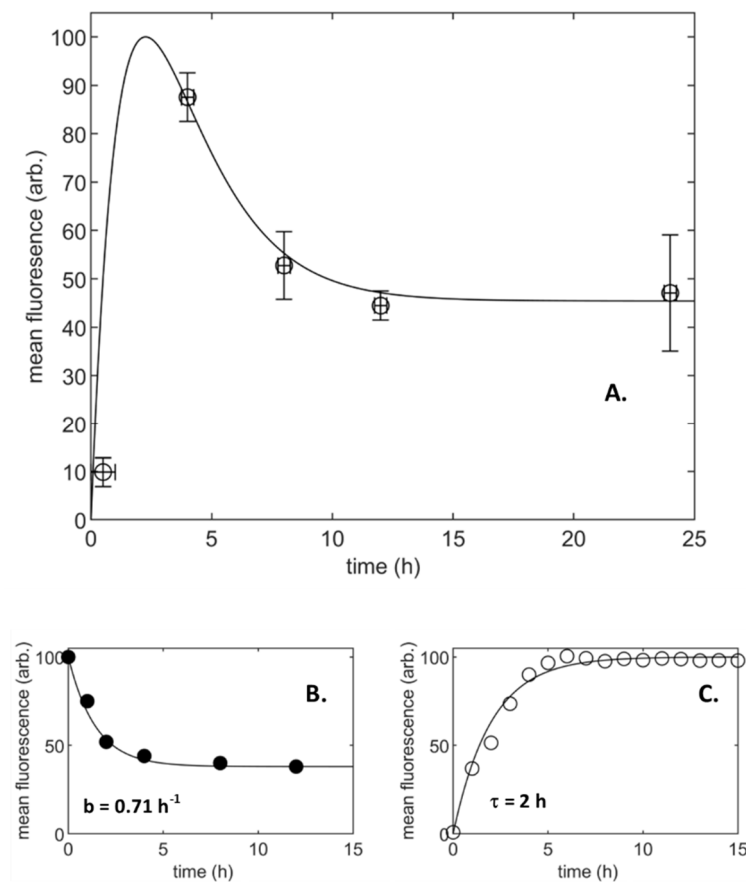 100
90
80
70
60
50
40
30
20
10
0
mean fluoresence (arb.)
A.
0 5 10 15 20 25
time (h)
100
50
0
mean fluorescence (arb.)
B.
b = 0.71 h⁻¹
0 5 10 15
time (h)
100
50
0
mean fluorescence (arb.)
C.
τ = 2 h
0 5 10 15
time (h)